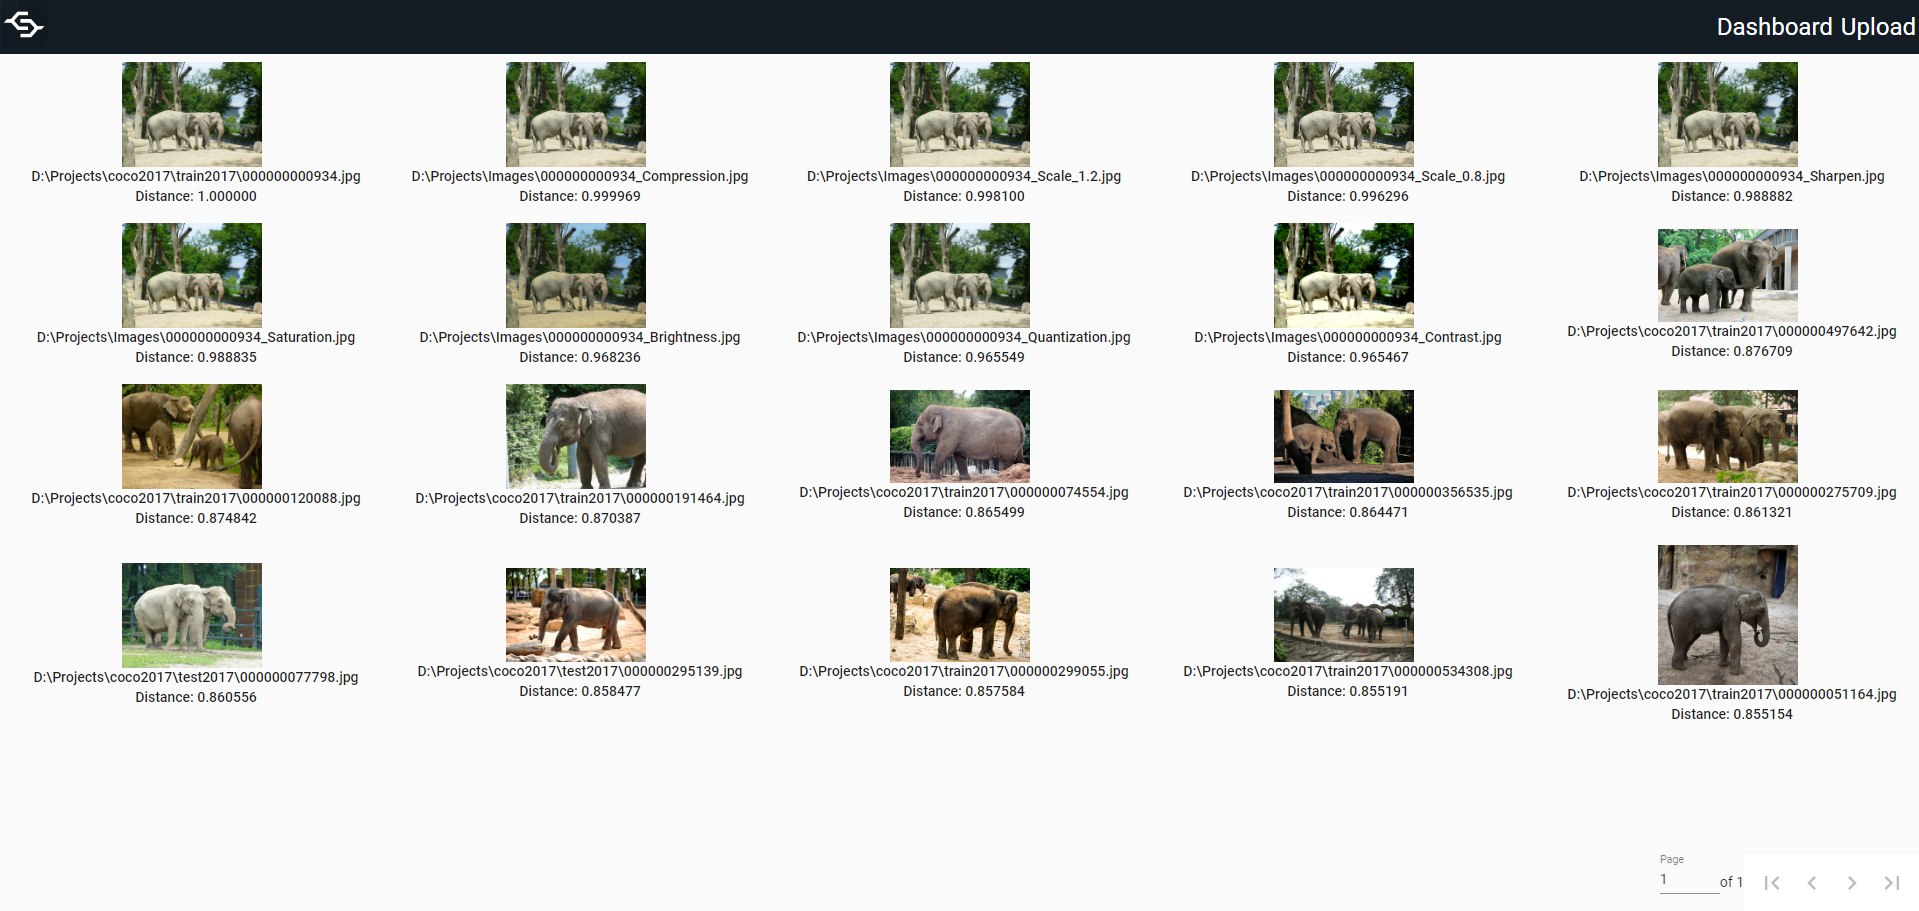 Dashboard Upload
D:\Projects\coco2017\train2017\000000000934.jpg
Distance: 1.000000
D:\Projects\Images\000000000934_Compression.jpg
Distance: 0.999969
D:\Projects\Images\000000000934_Scale_1.2.jpg
Distance: 0.998100
D:\Projects\Images\000000000934_Scale_0.8.jpg
Distance: 0.996296
D:\Projects\Images\000000000934_Sharpen.jpg
Distance: 0.988882
D:\Projects\Images\000000000934_Saturation.jpg
Distance: 0.988835
D:\Projects\Images\000000000934_Brightness.jpg
Distance: 0.968236
D:\Projects\Images\000000000934_Quantization.jpg
Distance: 0.965549
D:\Projects\Images\000000000934_Contrast.jpg
Distance: 0.965467
D:\Projects\coco2017\train2017\000000497642.jpg
Distance: 0.876709
D:\Projects\coco2017\train2017\000000120088.jpg
Distance: 0.874842
D:\Projects\coco2017\train2017\000000191464.jpg
Distance: 0.870387
D:\Projects\coco2017\train2017\000000074554.jpg
Distance: 0.865499
D:\Projects\coco2017\train2017\000000356535.jpg
Distance: 0.864471
D:\Projects\coco2017\train2017\000000275709.jpg
Distance: 0.861321
D:\Projects\coco2017\test2017\000000077798.jpg
Distance: 0.860556
D:\Projects\coco2017\test2017\000000295139.jpg
Distance: 0.858477
D:\Projects\coco2017\train2017\000000299055.jpg
Distance: 0.857584
D:\Projects\coco2017\train2017\000000534308.jpg
Distance: 0.855191
D:\Projects\coco2017\train2017\000000051164.jpg
Distance: 0.855154
Page
1 of 1